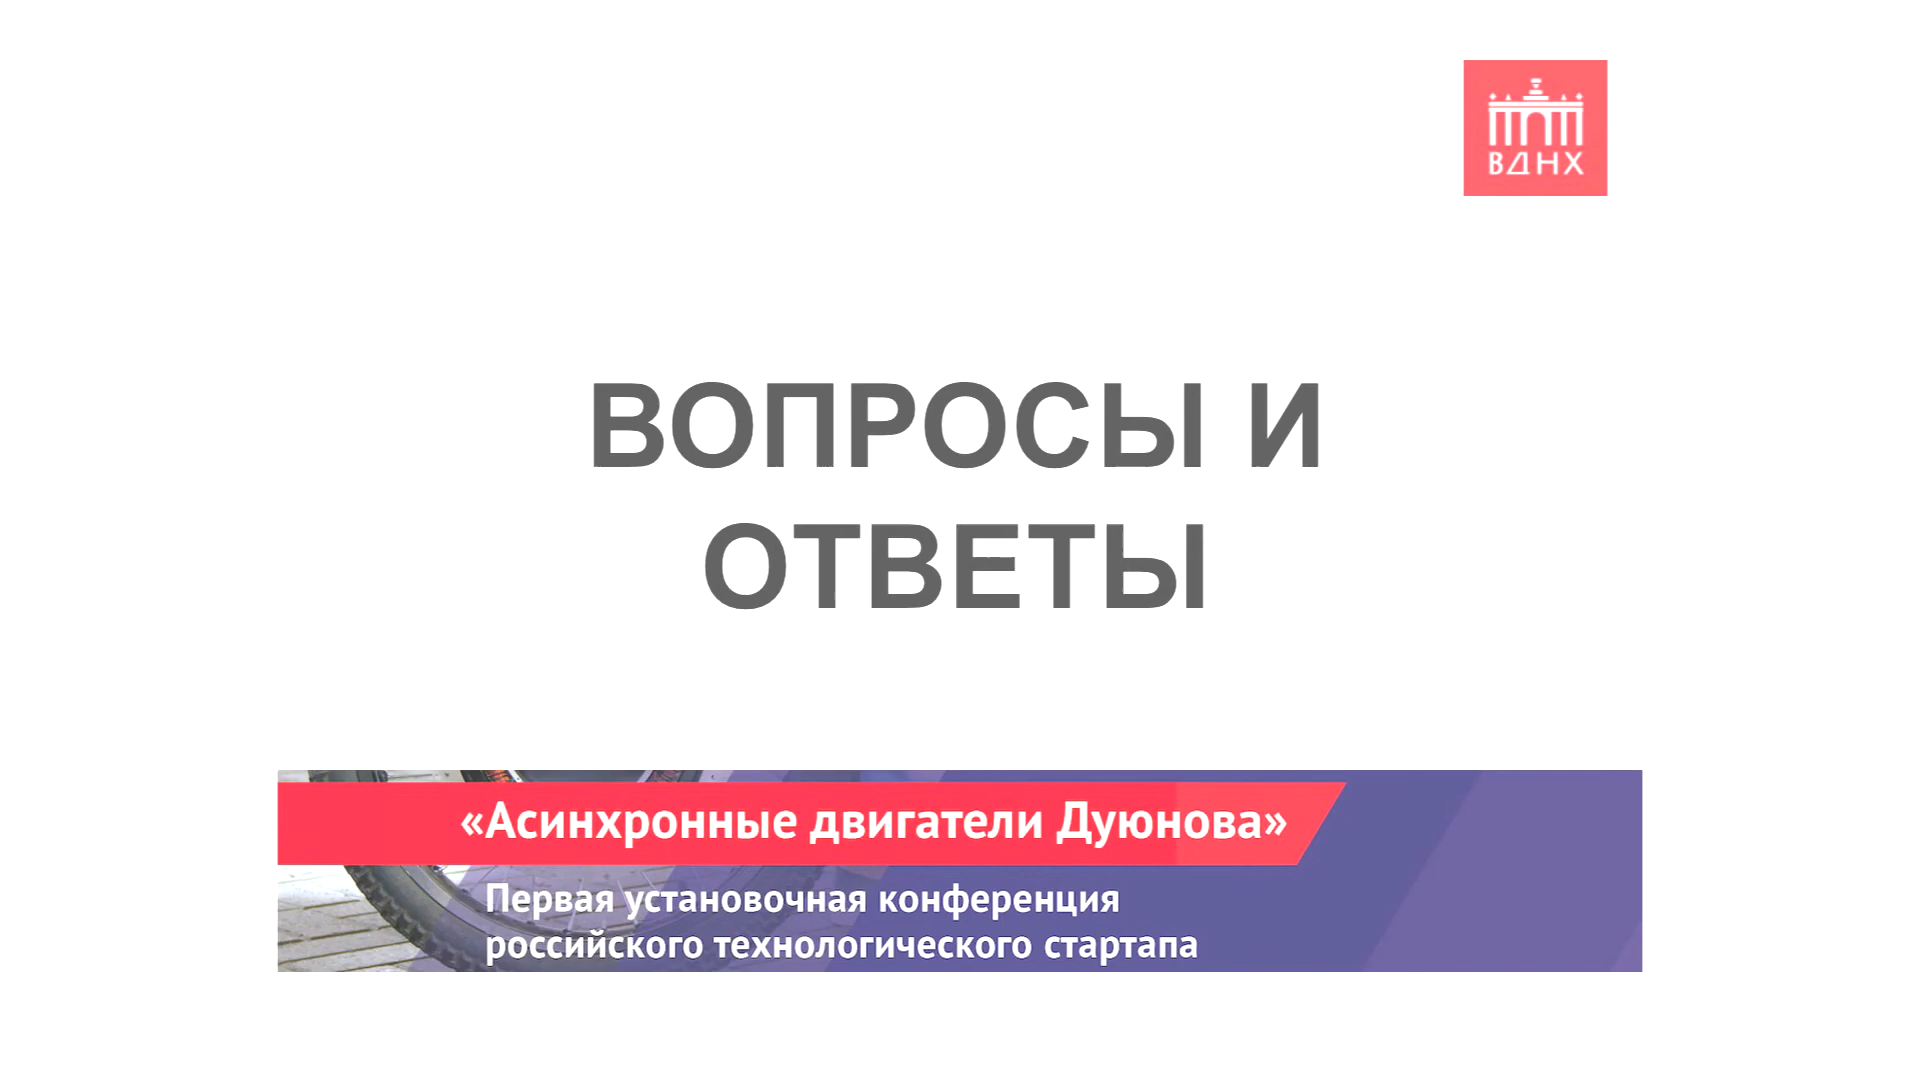 ВДНХ
ВОПРОСЫ И
ОТВЕТЫ
«Асинхронные двигатели Дуюнова»
Первая установочная конференция
российского технологического стартапа